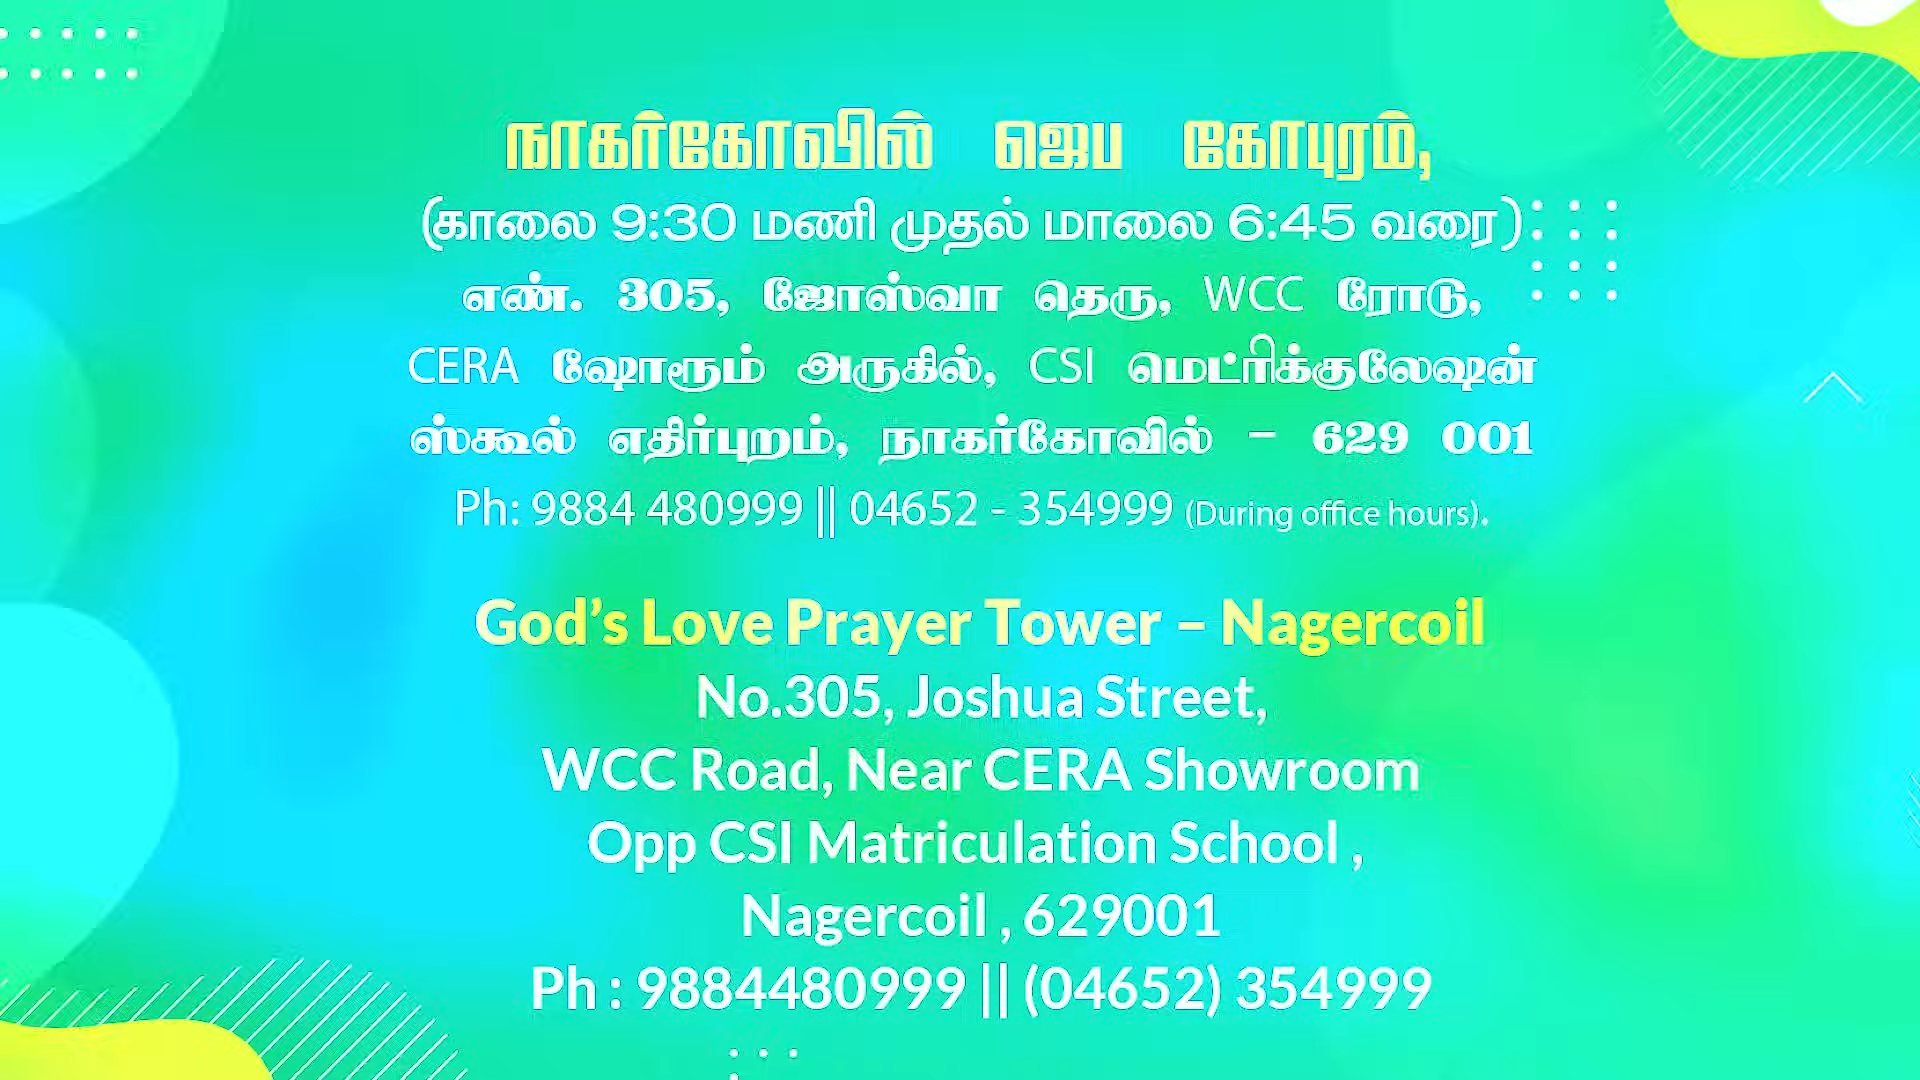 நாகர்கோவில் ஜெப கோபுரம்,
(காலை 9:30 மணி முதல் மாலை 6:45 வரை)
எண். 305, ஜோஸ்வா தெரு, WCC ரோடு,
CERA ஷோரூம் அருகில், CSI மெட்ரிக்குலேஷன்
ஸ்கூல் எதிர்புறம், நாகர்கோவில் - 629 001
Ph: 9884 480999 || 04652 - 354999 (During office hours).
God's Love Prayer Tower – Nagercoil
No.305, Joshua Street,
WCC Road, Near CERA Showroom
Opp CSI Matriculation School ,
Nagercoil , 629001
Ph : 9884480999 || (04652) 354999